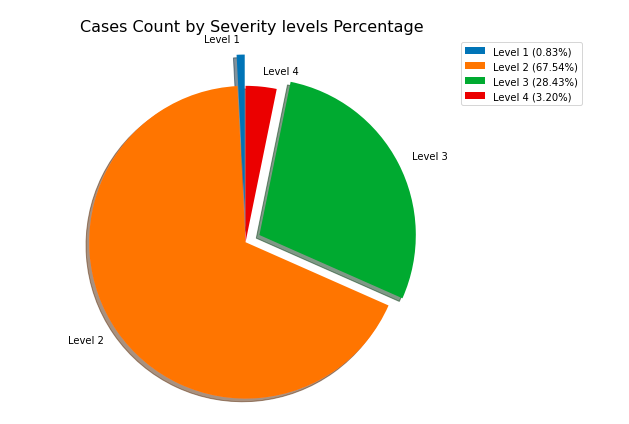 Cases Count by Severity levels Percentage
Level 1
Level 4
Level 3
Level 2
Level 1 (0.83%)
Level 2 (67.54%)
Level 3 (28.43%)
Level 4 (3.20%)